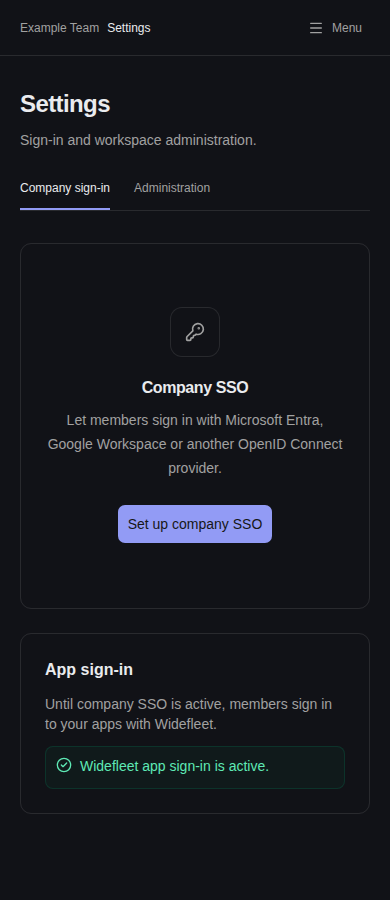 Example Team Settings Menu
Settings
Sign-in and workspace administration.
Company sign-in Administration
Company SSO
Let members sign in with Microsoft Entra,
Google Workspace or another OpenID Connect
provider.
Set up company SSO
App sign-in
Until company SSO is active, members sign in
to your apps with Widefleet.
Widefleet app sign-in is active.